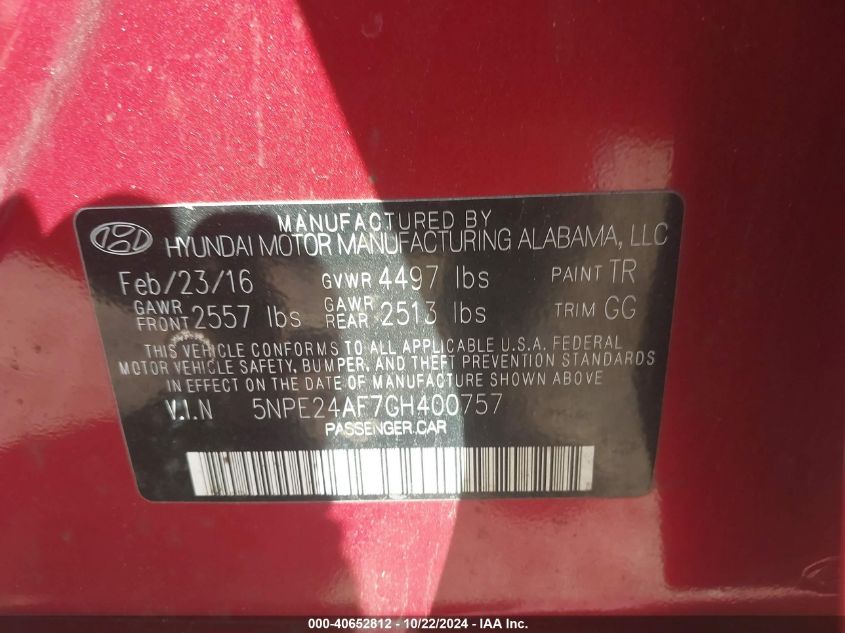 MANUFACTURED BY
HYUNDAI MOTOR MANUFACTURING ALABAMA, LLC
Feb/23/16 GVWR 4497 lbs PAINT TR
GAWR FRONT 2557 lbs GAWR REAR 2513 lbs TRIM GG
THIS VEHICLE CONFORMS TO ALL APPLICABLE U.S.A. FEDERAL
MOTOR VEHICLE SAFETY, BUMPER, AND THEFT PREVENTION STANDARDS
IN EFFECT ON THE DATE OF MANUFACTURE SHOWN ABOVE
V.I.N 5NPE24AF7GH400757
PASSENGER CAR
000-40652812 - 10/22/2024 - IAA Inc.